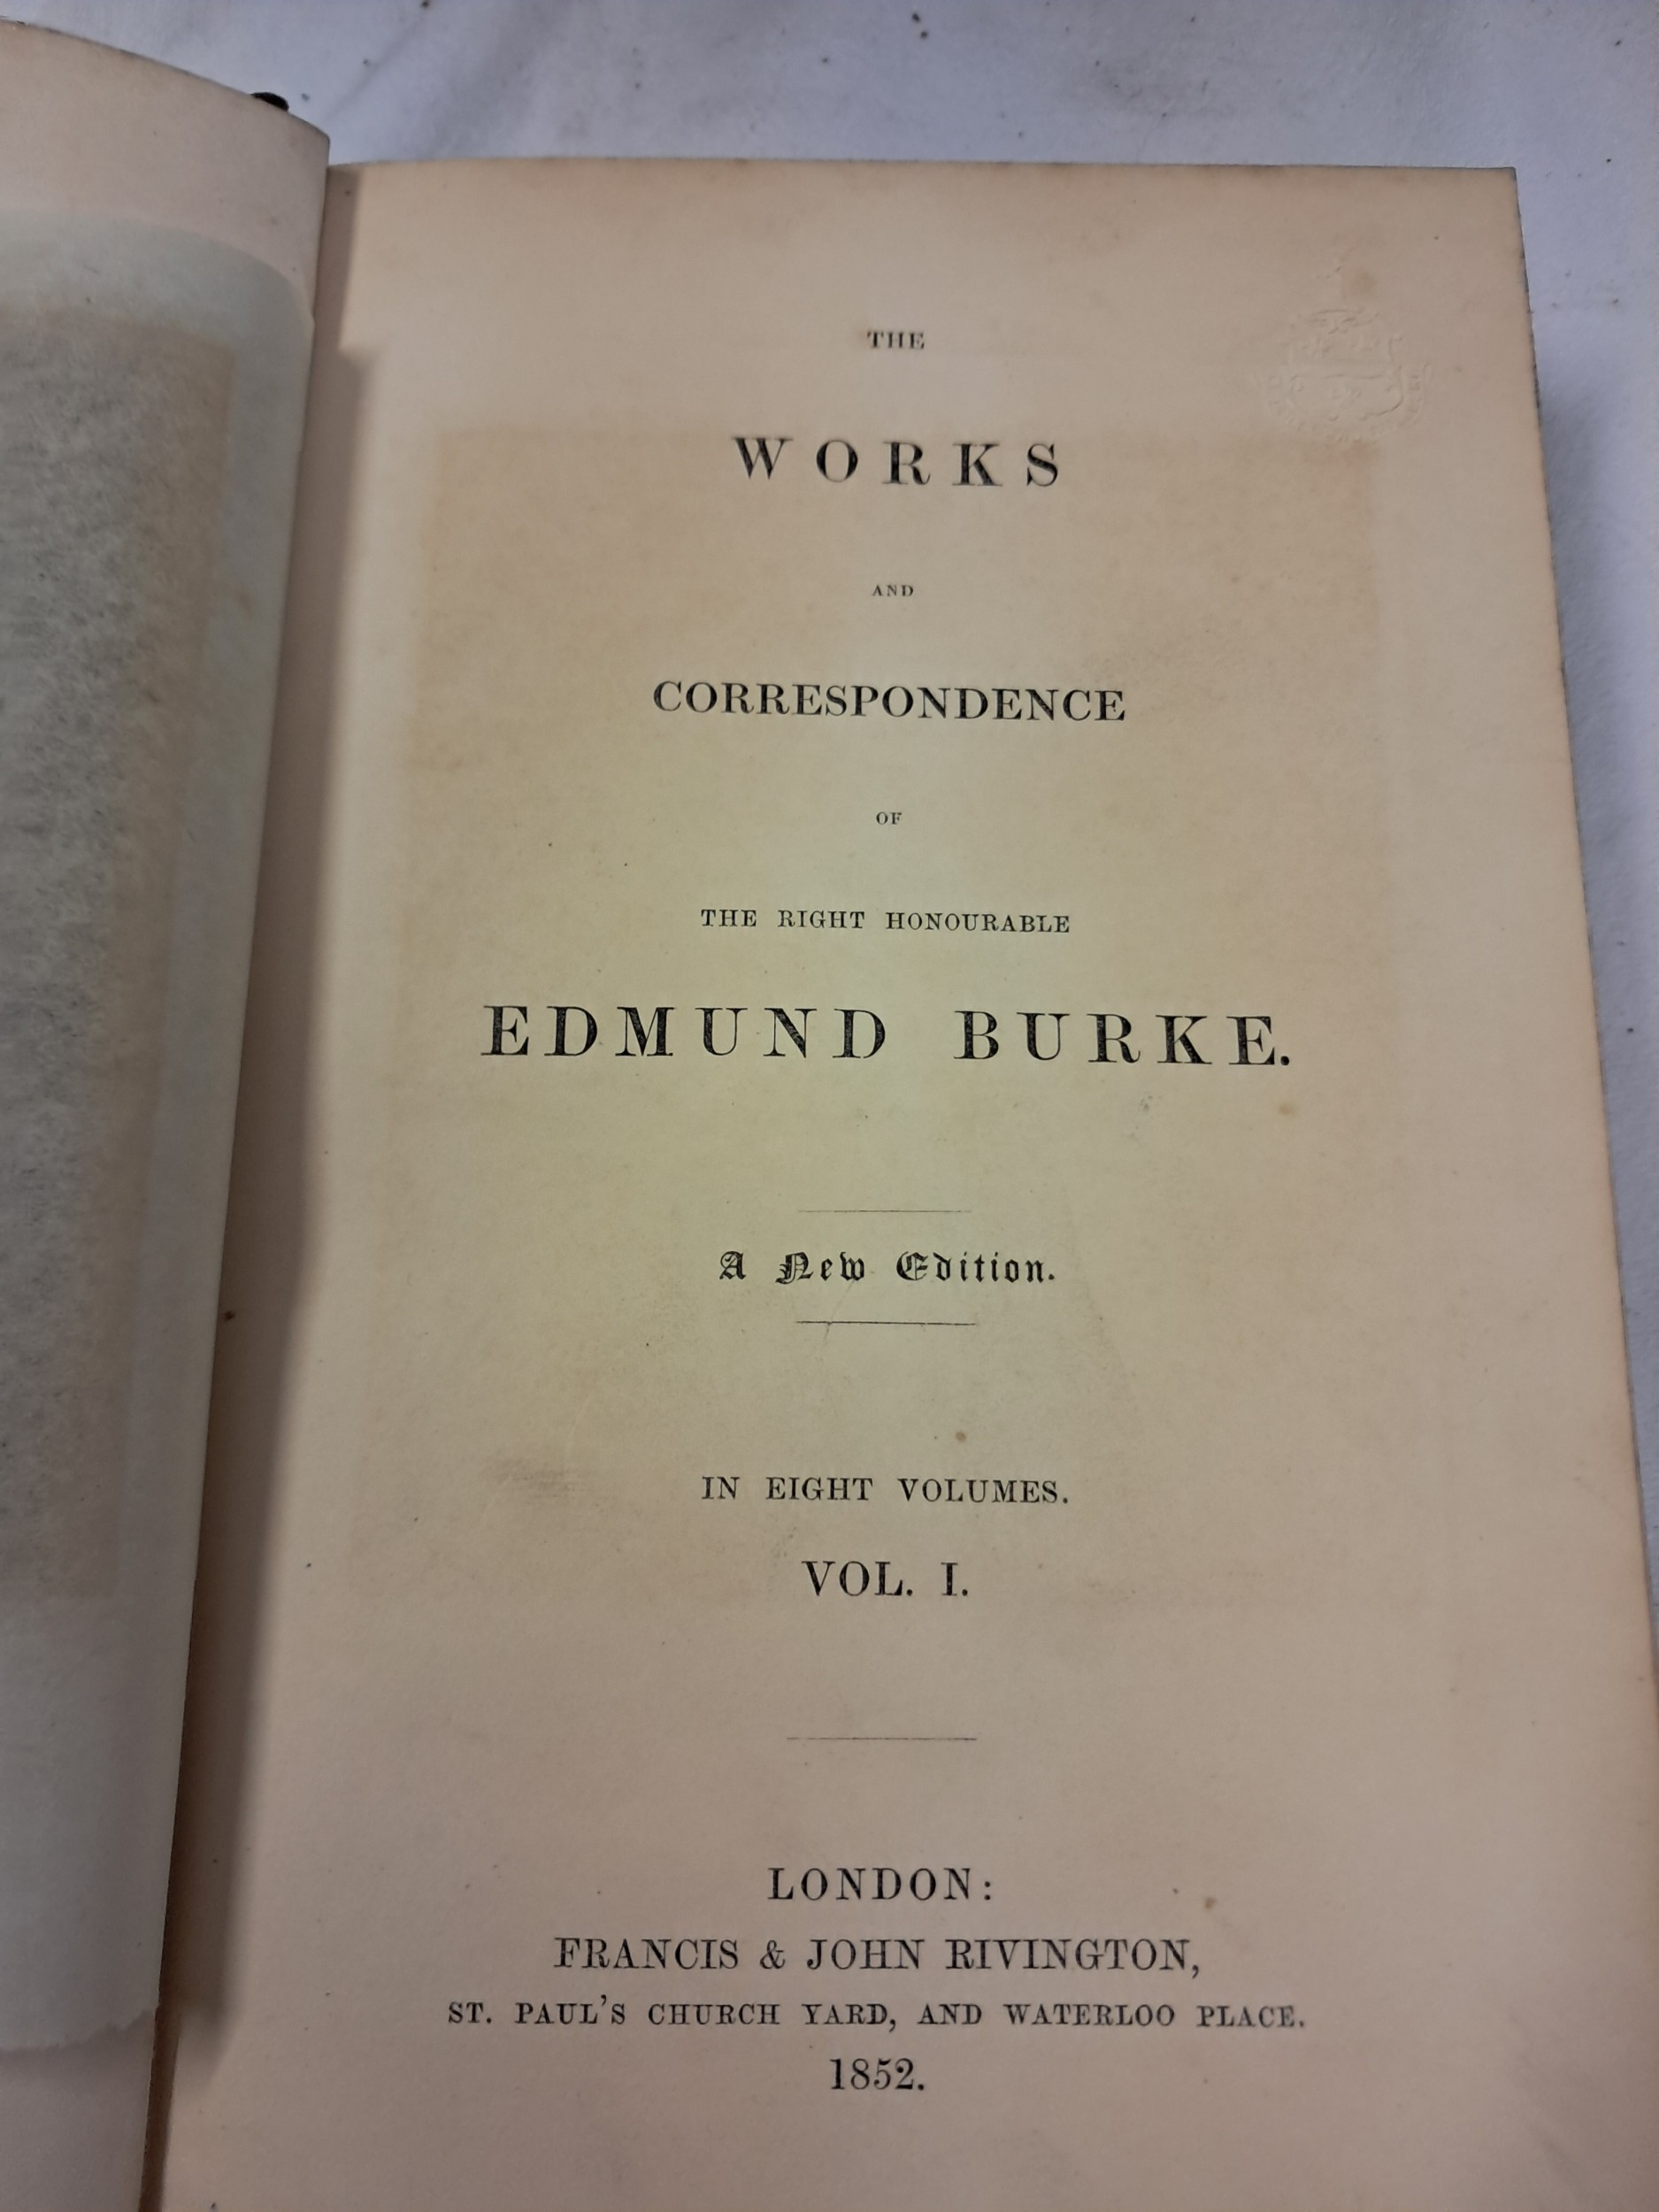 THE
WORKS
AND
CORRESPONDENCE
OF
THE RIGHT HONOURABLE
EDMUND BURKE.
A New Edition.
IN EIGHT VOLUMES.
VOL. I.
LONDON:
FRANCIS & JOHN RIVINGTON,
ST. PAUL'S CHURCH YARD, AND WATERLOO PLACE.
1852.